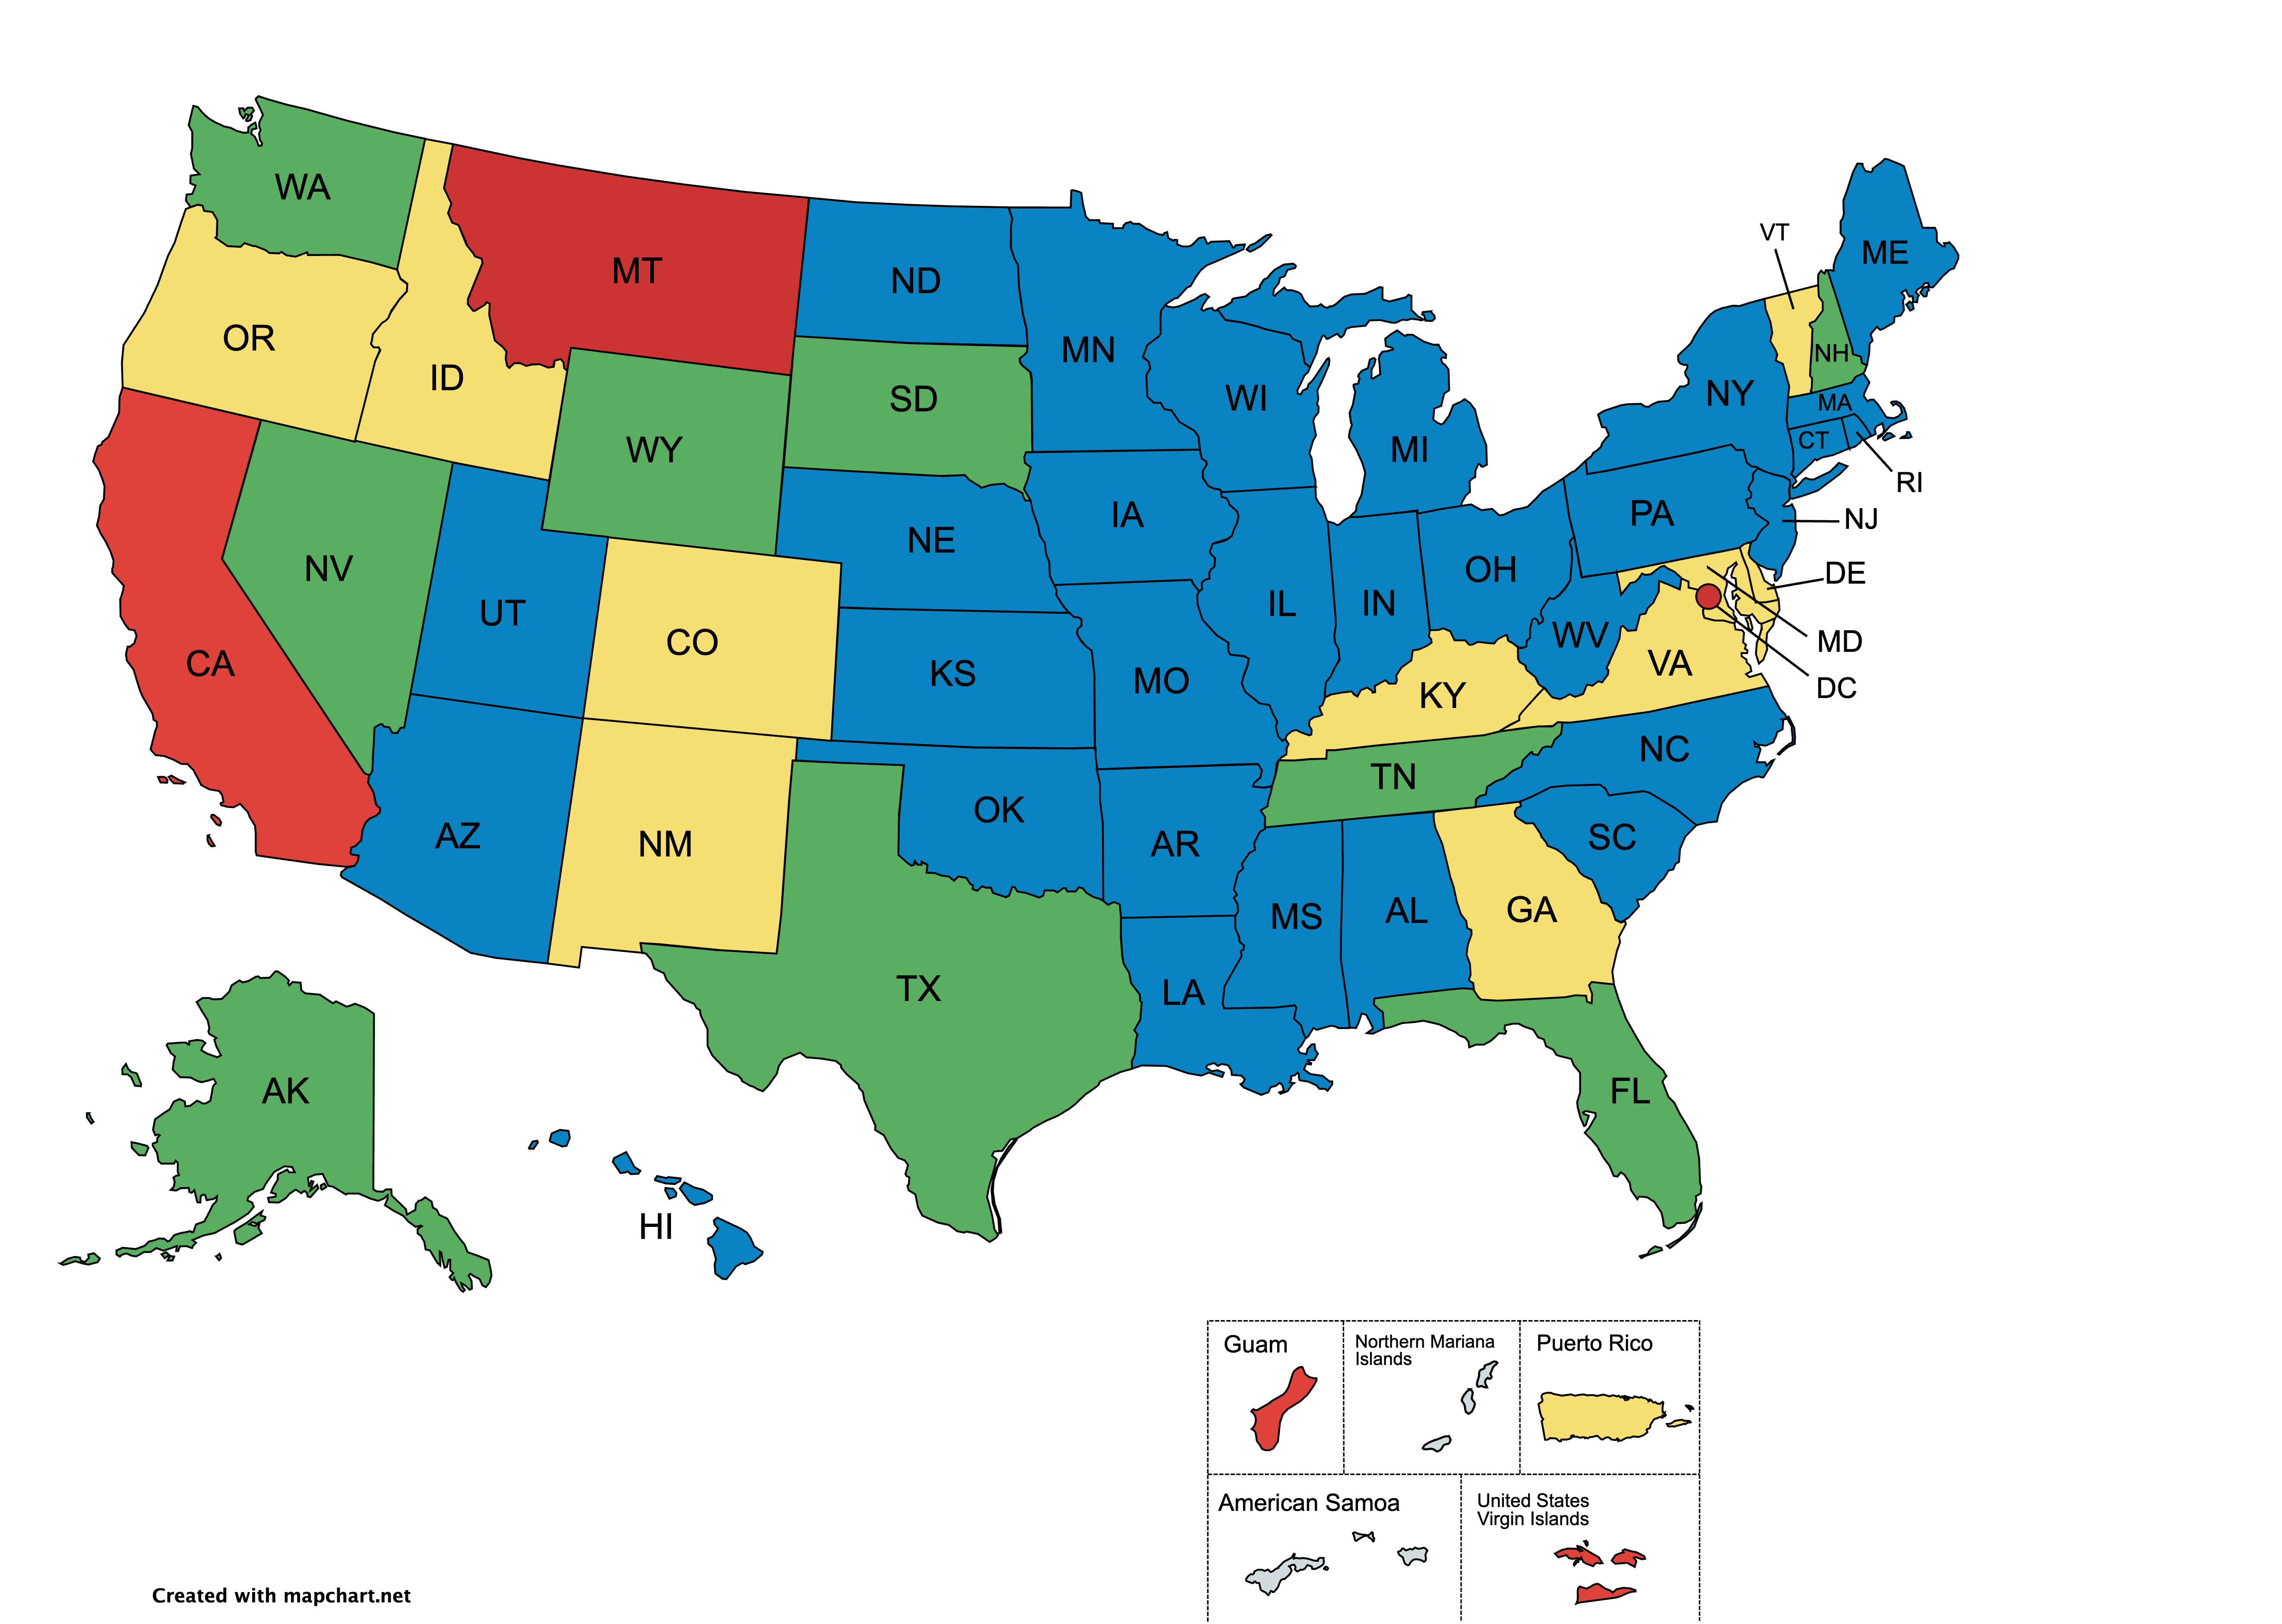 WA
MT
ND
ME
VT
OR
ID
MN
NH
SD
WI
NY
MA
WY
MI
CT
RI
PA
NJ
IA
NE
NV
OH
DE
UT
IL
IN
CO
WV
MD
CA
KS
MO
KY
VA
DC
NC
TN
OK
AZ
NM
AR
SC
MS
AL
GA
TX
LA
AK
FL
HI
Guam
Northern Mariana
Islands
Puerto Rico
American Samoa
United States
Virgin Islands
Created with mapchart.net